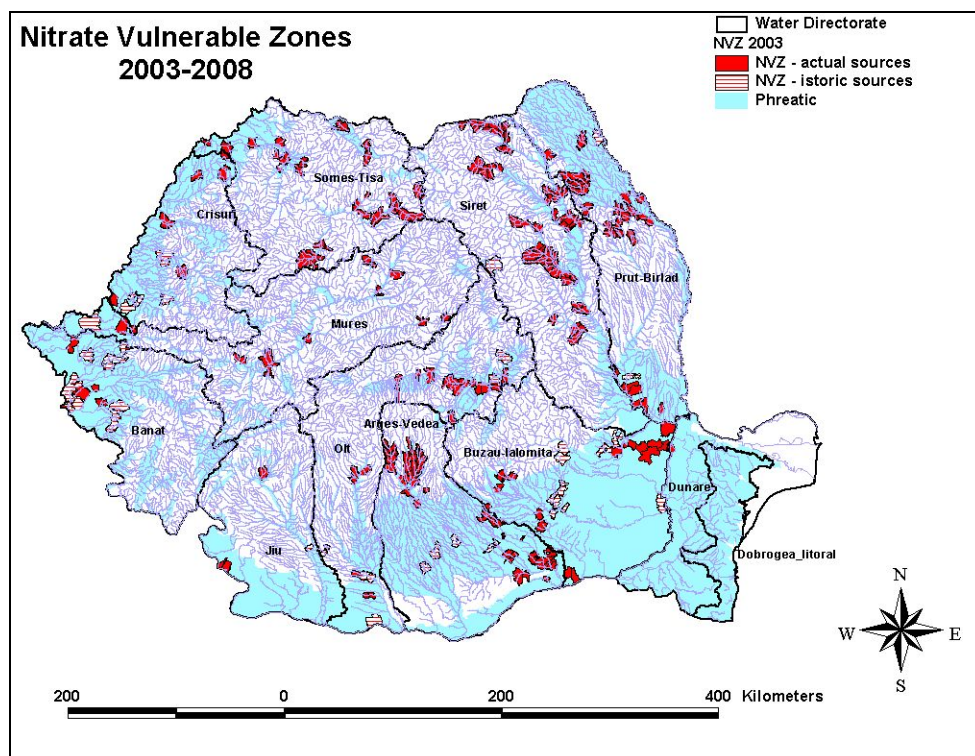 Nitrate Vulnerable Zones
2003-2008
Water Directorate
NVZ 2003
NVZ - actual sources
NVZ - istoric sources
Phreatic
Somes-Tisa
Siret
Crisuri
Prut-Birlad
Mures
Arges-Vedea
Banat
Olt
Buzau-Ialomita
Dunare
Jiu
Dobrogea_litoral
N
W
E
S
200
0
200
400
Kilometers